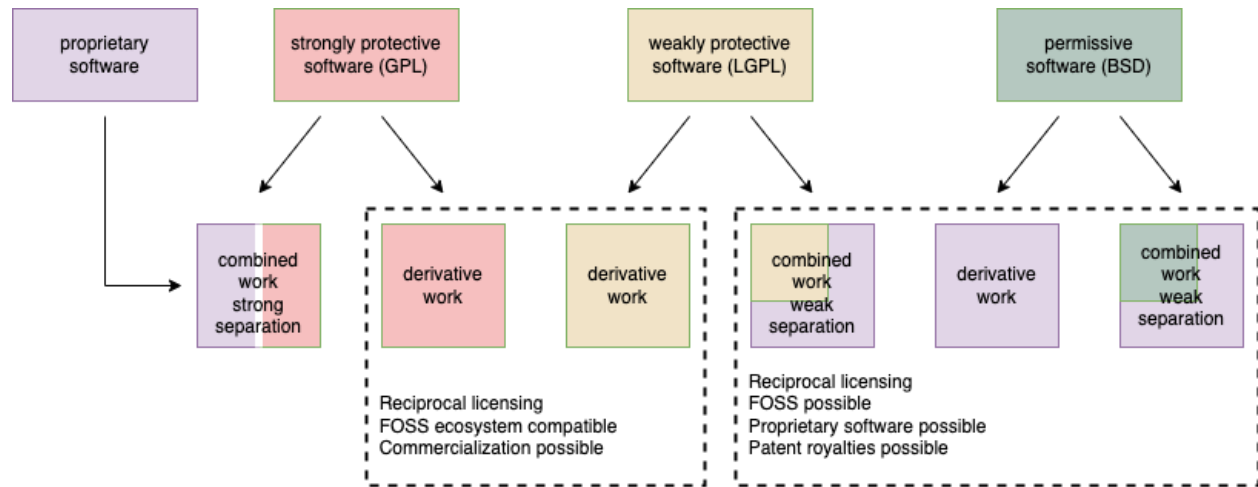 proprietary
software
strongly protective
software (GPL)
weakly protective
software (LGPL)
permissive
software (BSD)
combined
work
strong
separation
derivative
work
derivative
work
combined
work
weak
separation
derivative
work
combined
work
weak
separation
Reciprocal licensing
FOSS ecosystem compatible
Commercialization possible
Reciprocal licensing
FOSS possible
Proprietary software possible
Patent royalties possible